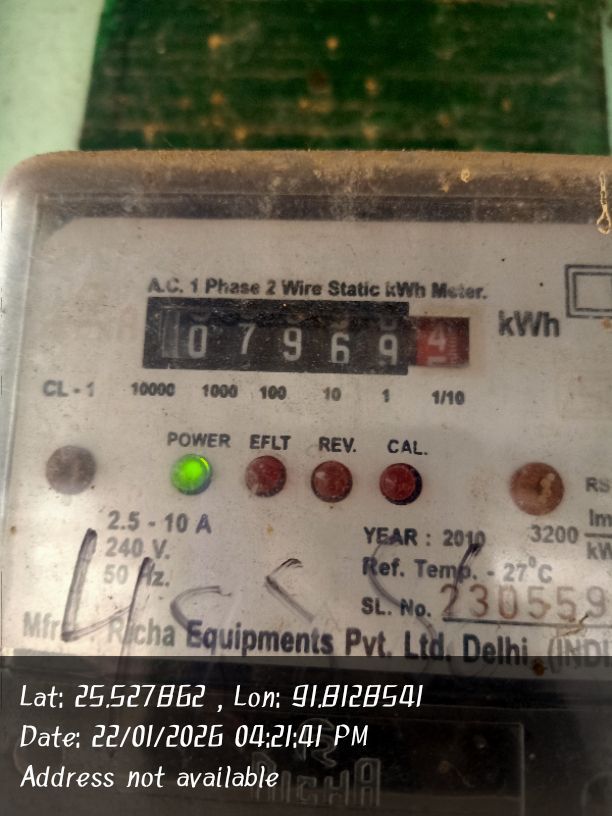 A.C. 1 Phase 2 Wire Static kWh Meter.
0 7 9 6 9 4 kWh
CL - 1 10000 1000 100 10 1 1/10
POWER EFLT REV. CAL.
RS
2.5 - 10 A
240 V.
50 Hz.
YEAR : 2010
3200
Ref. Temp. - 27°C
SL. No. 730559
Mfr. Richa Equipments Pvt. Ltd. Delhi (INDI
Lat: 25.527862 , Lon: 91.8128541
Date: 22/01/2026 04:21:41 PM
Address not available